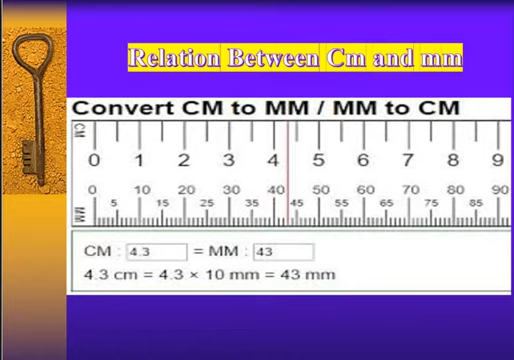 Relation Between Cm and mm
Convert CM to MM / MM to CM
CM
0 1 2 3 4 5 6 7 8 9
0 10 20 30 40 50 60 70 80 90
5 15 25 35 45 55 65 75 85
MM
CM : 4.3 = MM : 43
4.3 cm = 4.3 × 10 mm = 43 mm